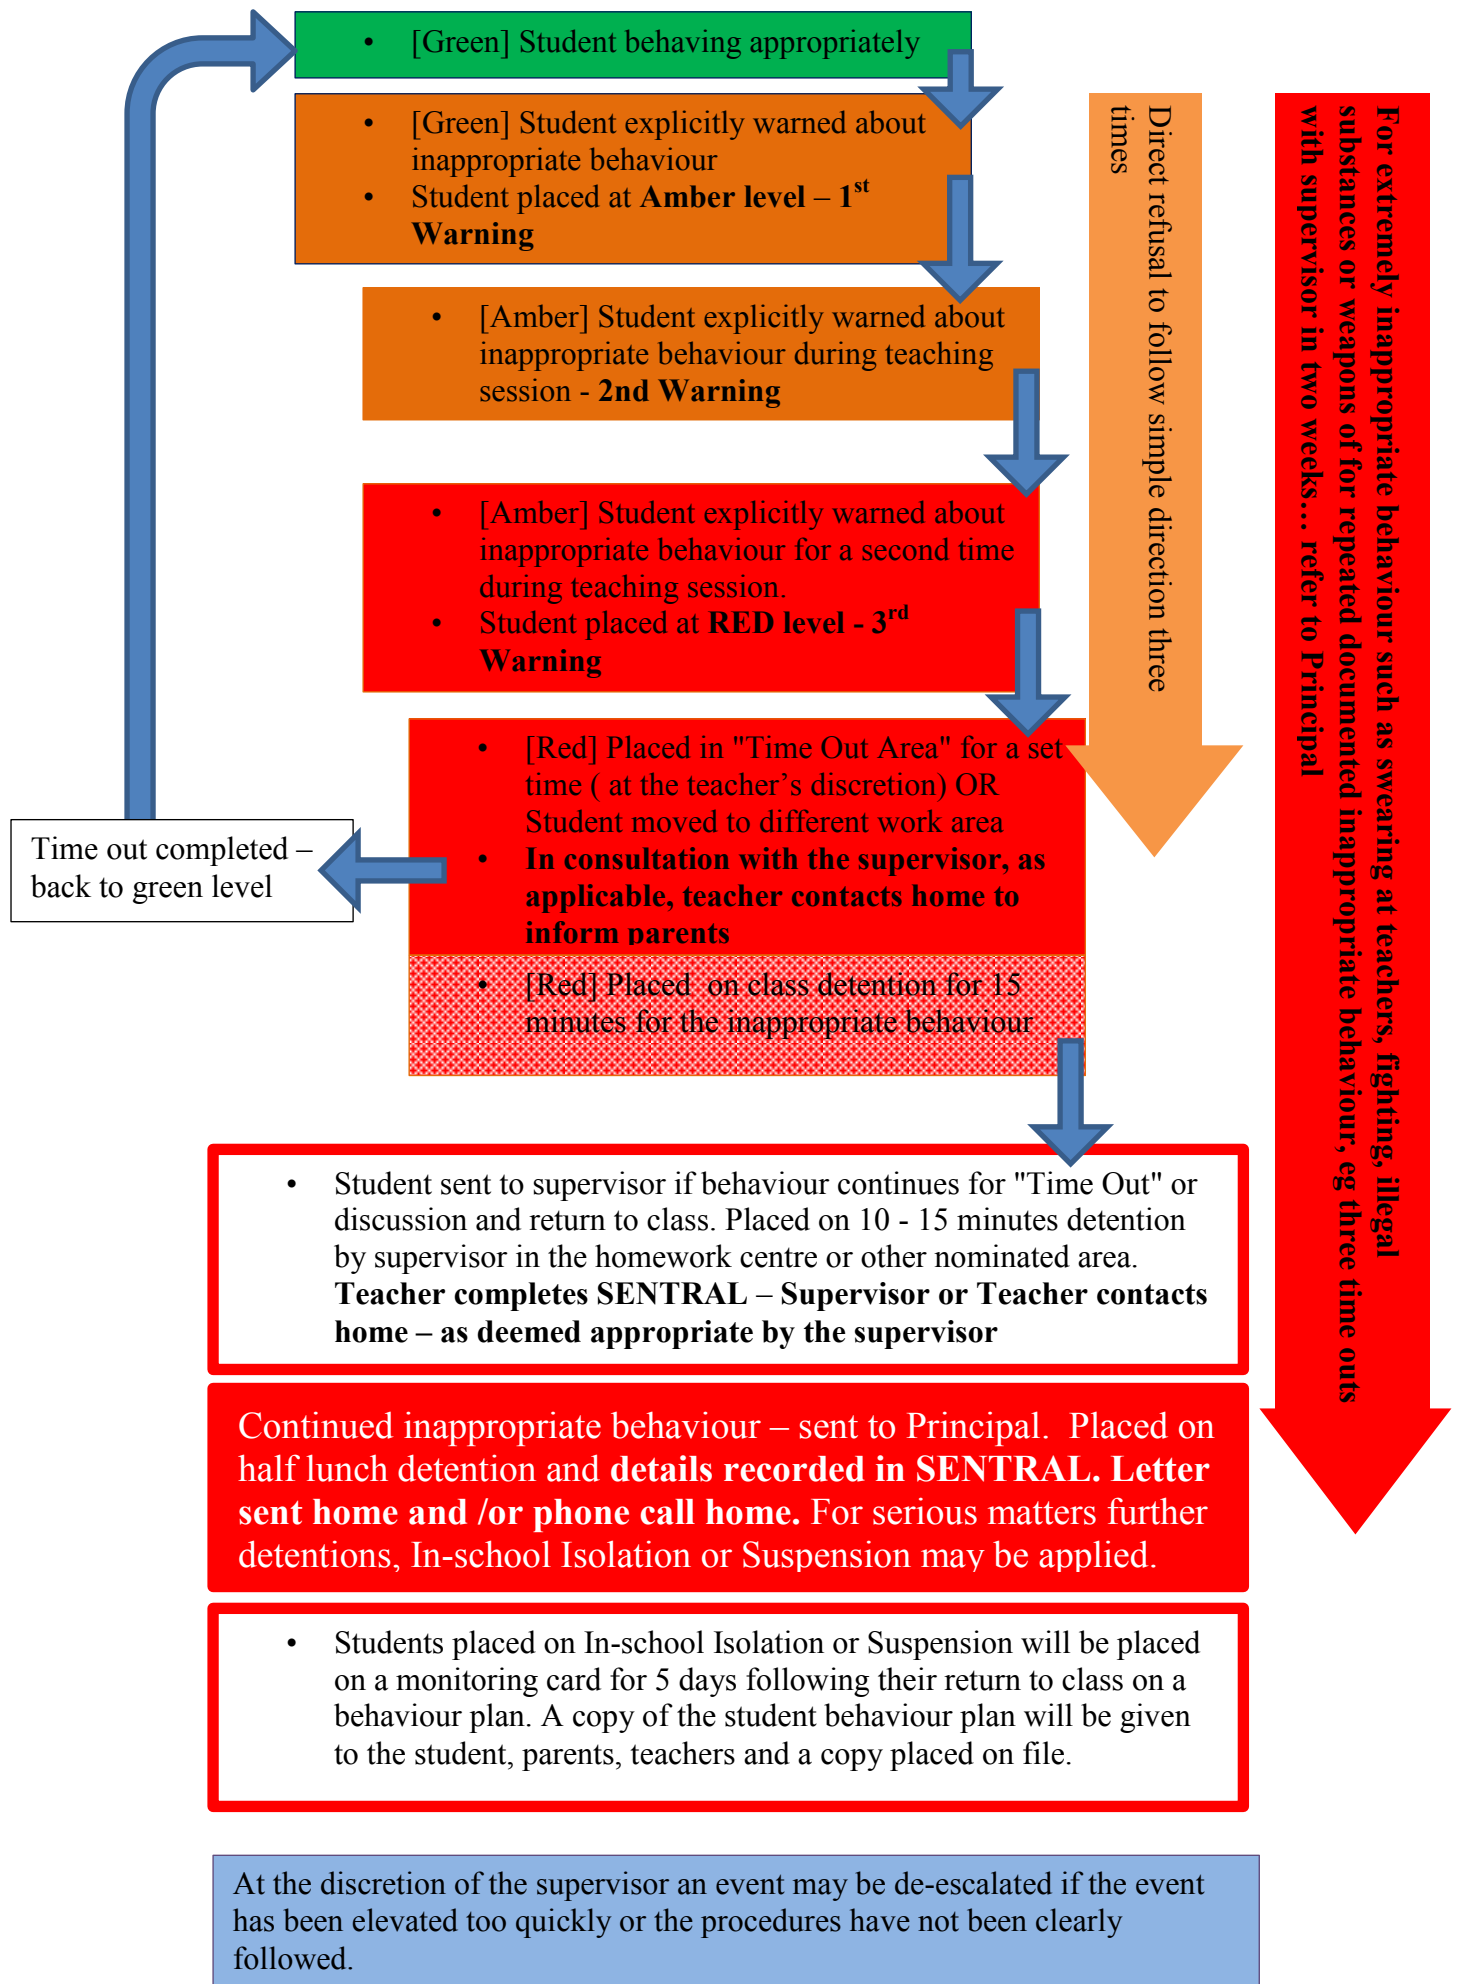 • [Green] Student behaving appropriately
• [Green] Student explicitly warned about
inappropriate behaviour
• Student placed at Amber level – 1st
Warning
• [Amber] Student explicitly warned about
inappropriate behaviour during teaching
session - 2nd Warning
• [Amber] Student explicitly warned about
inappropriate behaviour for a second time
during teaching session.
• Student placed at RED level - 3rd
Warning
• [Red] Placed in "Time Out Area" for a set
time ( at the teacher’s discretion) OR
Student moved to different work area
• In consultation with the supervisor, as
applicable, teacher contacts home to
inform parents
• [Red] Placed on class detention for 15
minutes for the inappropriate behaviour
Time out completed –
back to green level
Direct refusal to follow simple direction three
times
For extremely inappropriate behaviour such as swearing at teachers, fighting, illegal
substances or weapons of for repeated documented inappropriate behaviour, eg three time outs
with supervisor in two weeks… refer to Principal
• Student sent to supervisor if behaviour continues for "Time Out" or
discussion and return to class. Placed on 10 - 15 minutes detention
by supervisor in the homework centre or other nominated area.
Teacher completes SENTRAL – Supervisor or Teacher contacts
home – as deemed appropriate by the supervisor
Continued inappropriate behaviour – sent to Principal. Placed on
half lunch detention and details recorded in SENTRAL. Letter
sent home and /or phone call home. For serious matters further
detentions, In-school Isolation or Suspension may be applied.
• Students placed on In-school Isolation or Suspension will be placed
on a monitoring card for 5 days following their return to class on a
behaviour plan. A copy of the student behaviour plan will be given
to the student, parents, teachers and a copy placed on file.
At the discretion of the supervisor an event may be de-escalated if the event
has been elevated too quickly or the procedures have not been clearly
followed.